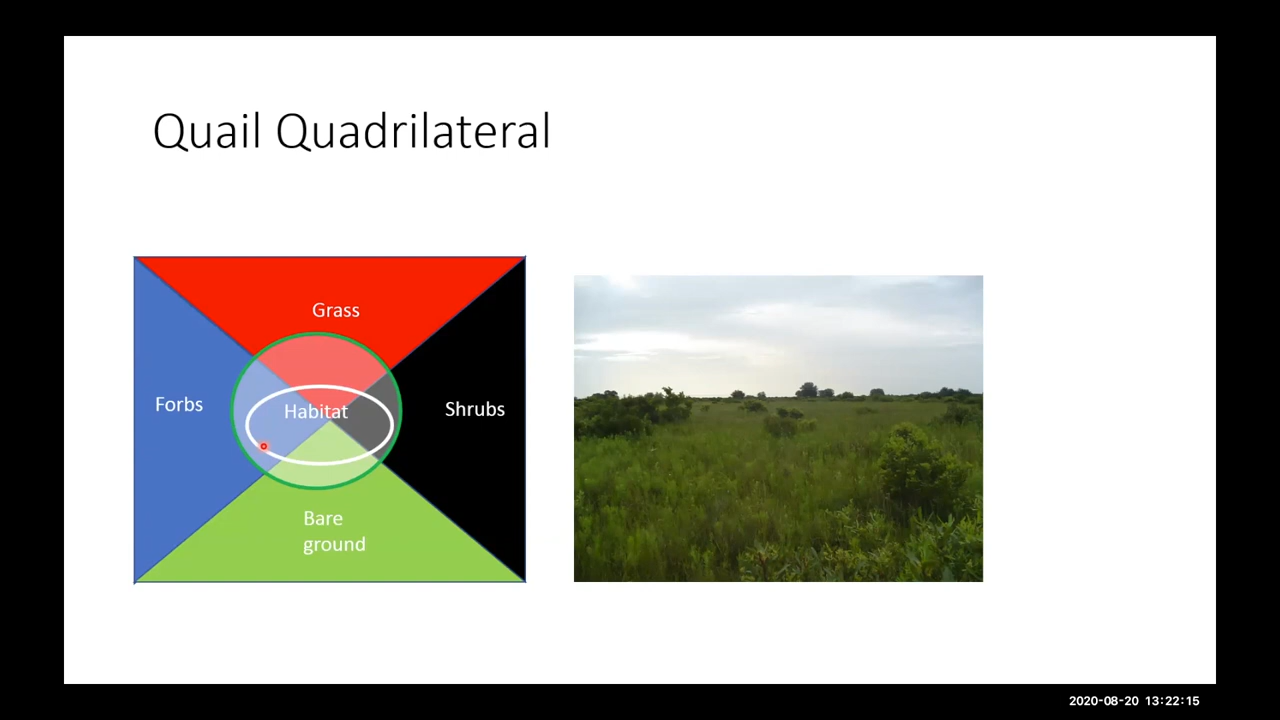 Quail Quadrilateral
Grass
Forbs
Habitat
Shrubs
Bare
ground
2020-08-20 13:22:15